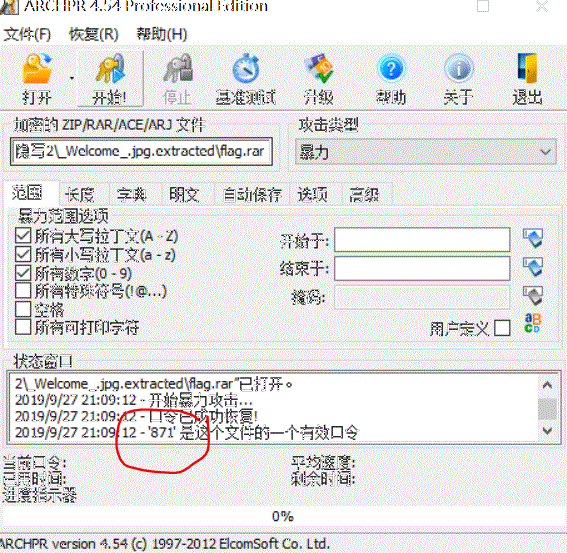 ARCHPR 4.54 Professional Edition
文件(F) 恢复(R) 帮助(H)
打开 开始! 停止 基准测试 升级 帮助 关于 退出
加密的 ZIP/RAR/ACE/ARJ 文件 攻击类型
隐写2\_Welcome_.jpg.extracted\flag.rar 暴力
范围 长度 字典 明文 自动保存 选项 高级
暴力范围选项
所有大写拉丁文(A - Z) 开始于:
所有小写拉丁文(a - z) 结束于:
所有数字(0 - 9) 掩码:
所有特殊符号(!@...)
空格
所有可打印字符 用户定义
状态窗口
2\_Welcome_.jpg.extracted\flag.rar"已打开。
2019/9/27 21:09:12 - 开始暴力攻击...
2019/9/27 21:09:12 - 口令已成功恢复!
2019/9/27 21:09:12 - '871' 是这个文件的一个有效口令
当前口令: 平均速度:
已用时间: 剩余时间:
进度指示器
0%
ARCHPR version 4.54 (c) 1997-2012 ElcomSoft Co. Ltd.